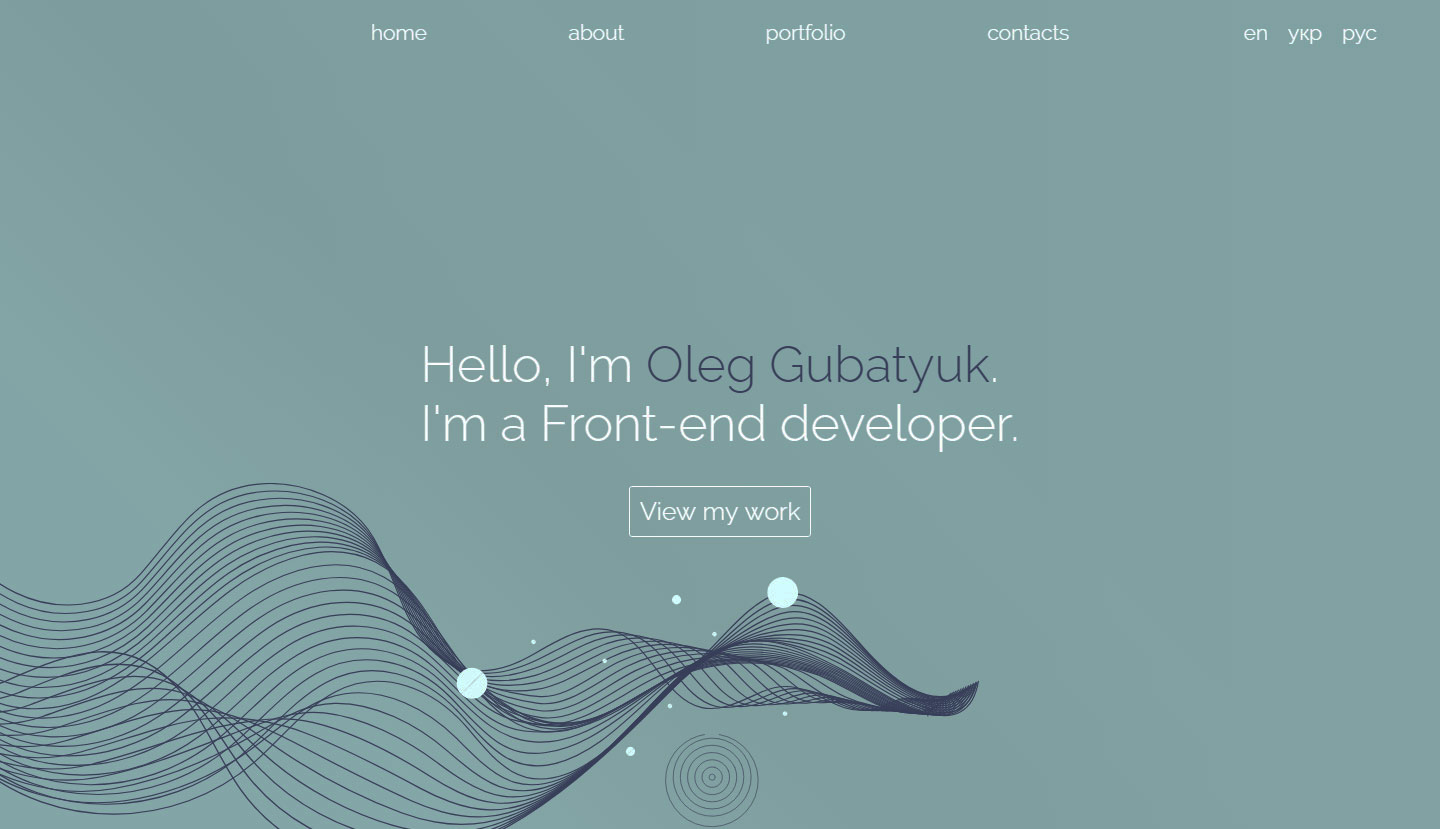 home about portfolio contacts en укр рус
Hello, I'm Oleg Gubatyuk.
I'm a Front-end developer.
View my work